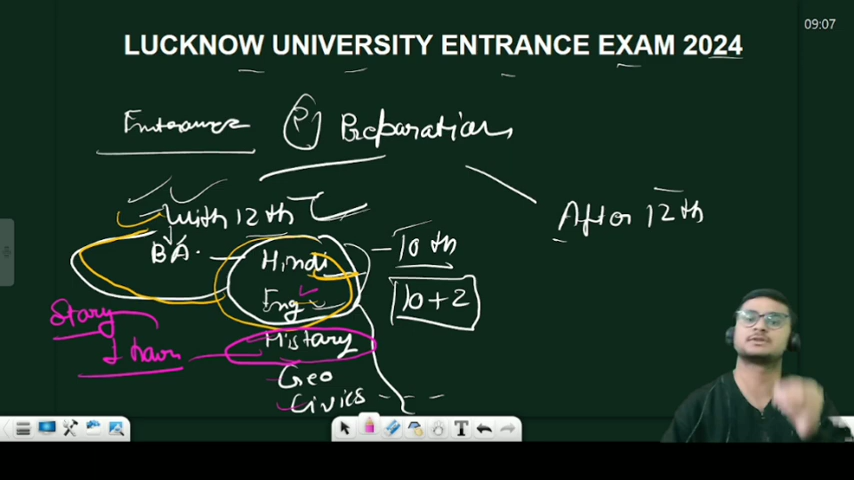 09:07
LUCKNOW UNIVERSITY ENTRANCE EXAM 2024
Entrance Preparation
With 12th
After 12th
BA.
Hindi
10th
Eng
10+2
Story
History
Geo
Civics
T